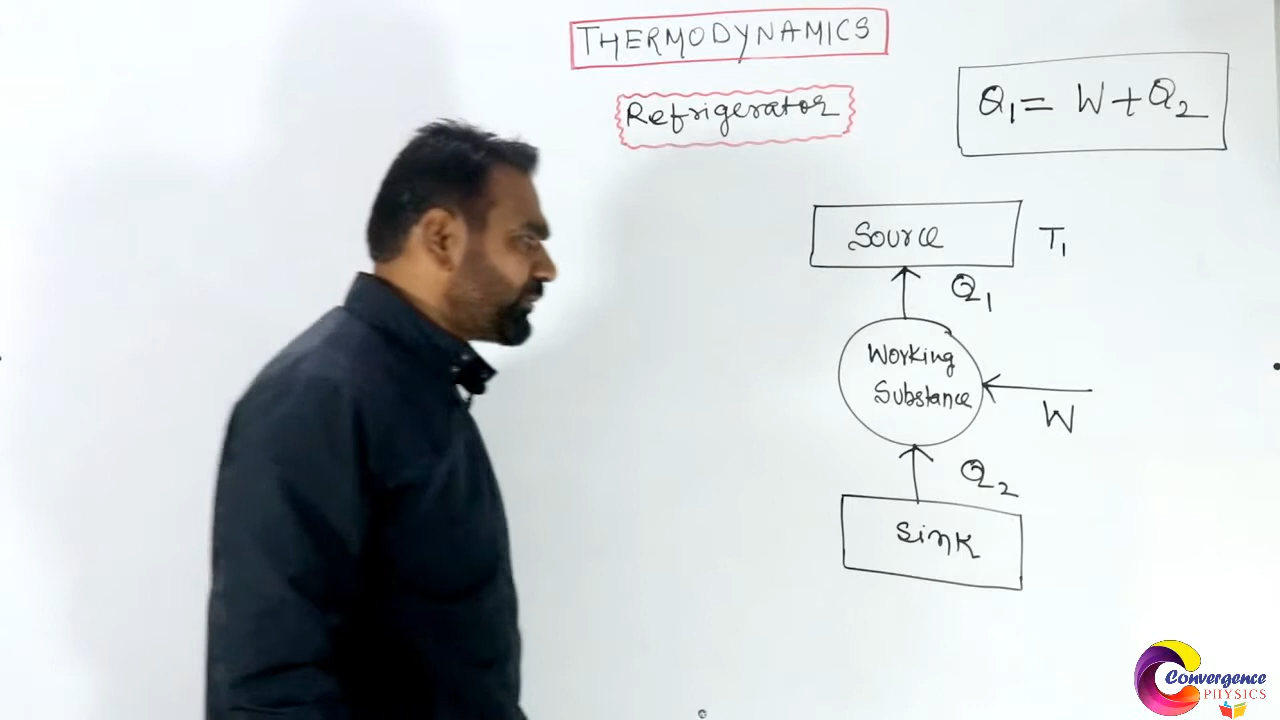 THERMODYNAMICS
Refrigerator
Q₁ = W + Q₂
Source
T₁
Q₁
Working
Substance
W
Q₂
Sink
Convergence
PHYSICS